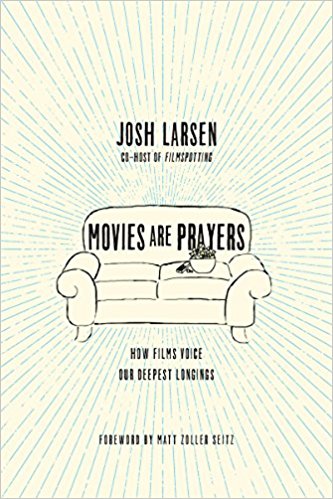 JOSH LARSEN
CO-HOST OF FILMSPOTTING
MOVIES ARE PRAYERS
HOW FILMS VOICE
OUR DEEPEST LONGINGS
FOREWORD BY MATT ZOLLER SEITZ